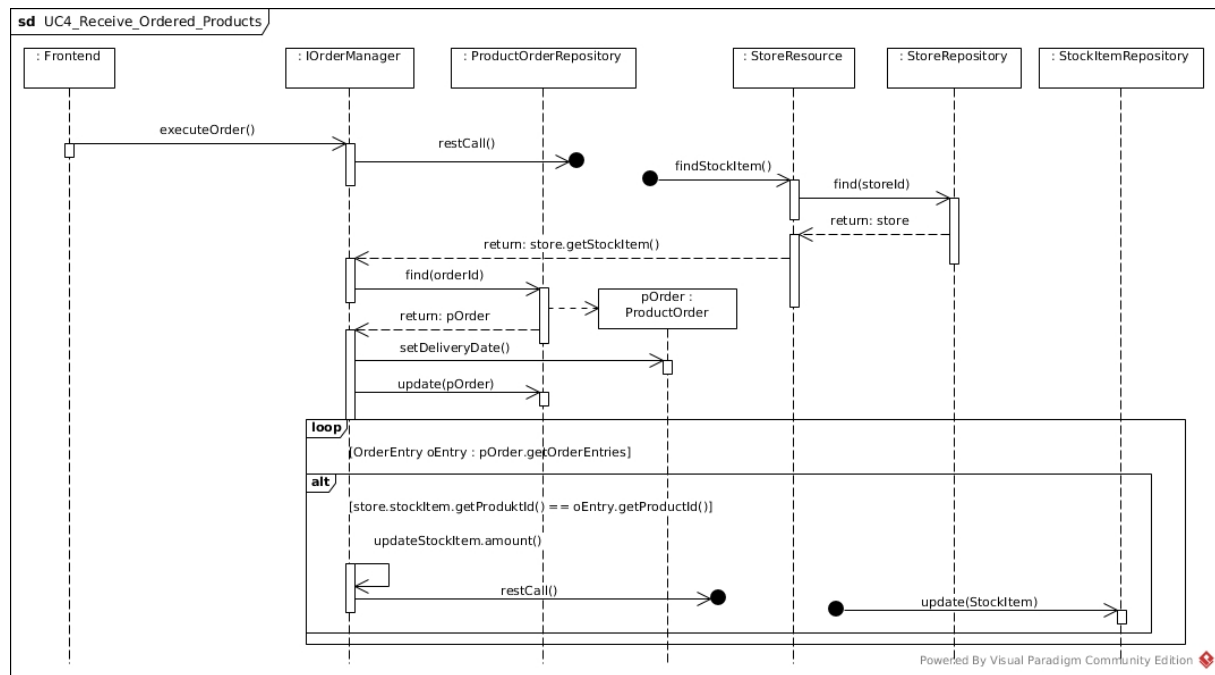 sd UC4_Receive_Ordered_Products
: Frontend
: IOrderManager
: ProductOrderRepository
: StoreResource
: StoreRepository
: StockItemRepository
executeOrder()
restCall()
findStockItem()
find(storeId)
return: store
return: store.getStockItem()
find(orderId)
pOrder :
ProductOrder
return: pOrder
setDeliveryDate()
update(pOrder)
loop
[OrderEntry oEntry : pOrder.getOrderEntries]
alt
[store.stockItem.getProduktId() == oEntry.getProductId()]
updateStockItem.amount()
restCall()
update(StockItem)
Powered By Visual Paradigm Community Edition